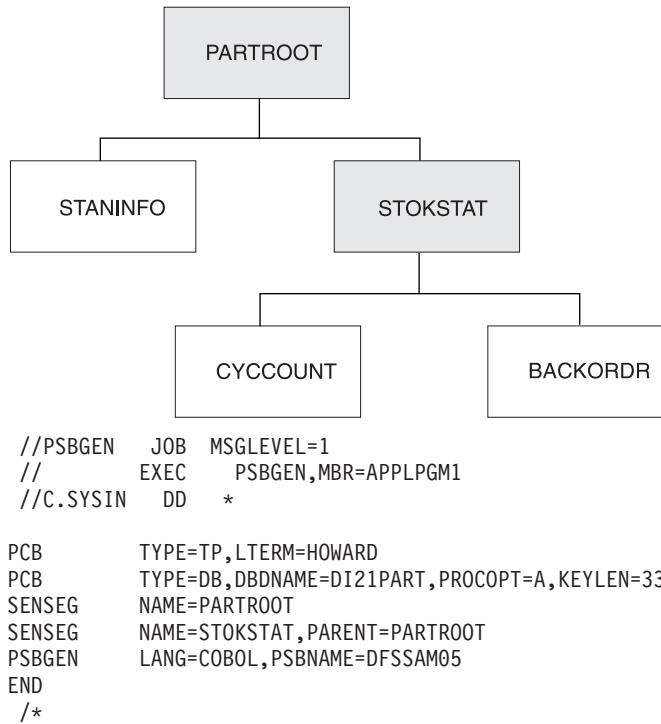 PARTROOT
STANINFO STOKSTAT
CYCCOUNT BACKORDR
//PSBGEN JOB MSGLEVEL=1
// EXEC PSBGEN,MBR=APPLPGM1
//C.SYSIN DD *
PCB TYPE=TP,LTERM=HOWARD
PCB TYPE=DB,DBDNAME=DI21PART,PROCOPT=A,KEYLEN=33
SENSEG NAME=PARTROOT
SENSEG NAME=STOKSTAT,PARENT=PARTROOT
PSBGEN LANG=COBOL,PSBNAME=DFSSAM05
END
/*